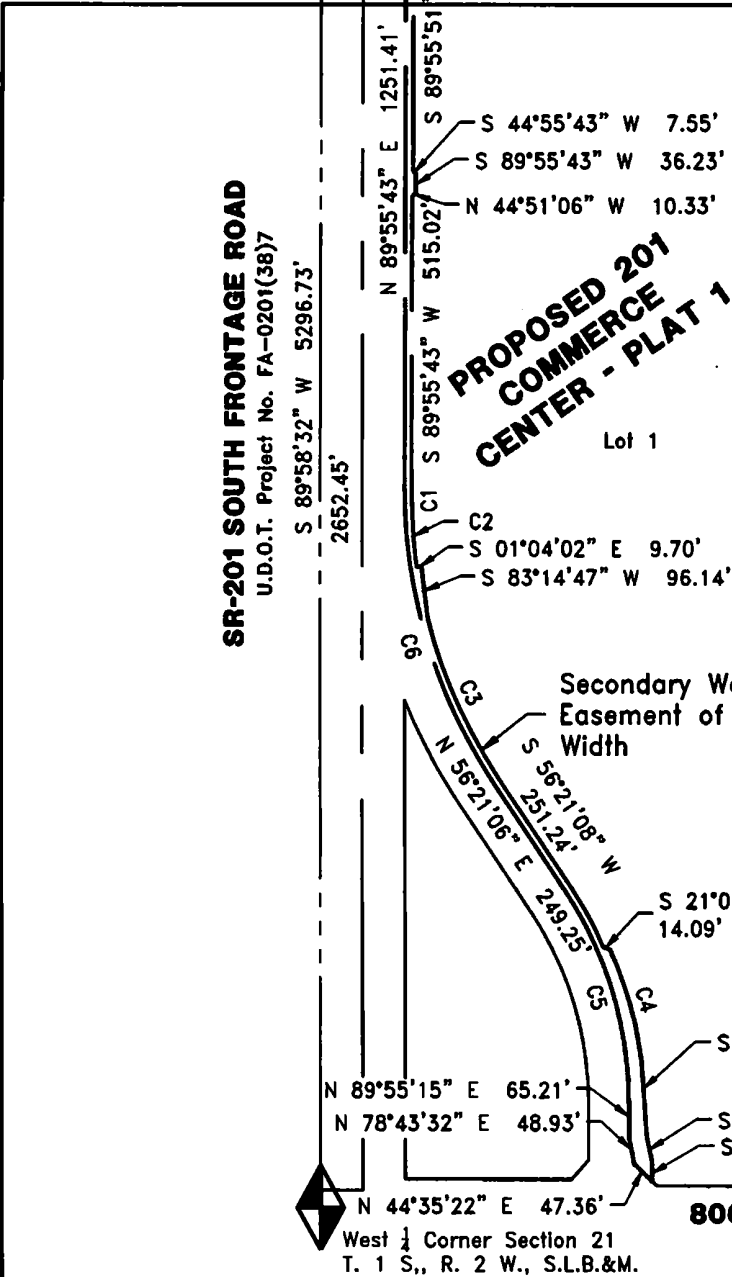 SR-201 SOUTH FRONTAGE ROAD
U.D.O.T. Project No. FA-0201(38)7
S 89°58'32" W 5296.73'
2652.45'
N 89°55'43" E 1251.41'
S 89°55'51
S 44°55'43" W 7.55'
S 89°55'43" W 36.23'
N 44°51'06" W 10.33'
S 89°55'43" W 515.02'
PROPOSED 201
COMMERCE
CENTER - PLAT 1
Lot 1
C1
C2
S 01°04'02" E 9.70'
S 83°14'47" W 96.14'
C6
C3
Secondary Wa
Easement of
Width
S 56°21'08" W
251.24'
N 56°21'06" E 249.25'
S 21°0
14.09'
C5
C4
S
N 89°55'15" E 65.21'
N 78°43'32" E 48.93'
S
S
N 44°35'22" E 47.36'
800
West 1/4 Corner Section 21
T. 1 S,, R. 2 W., S.L.B.&M.